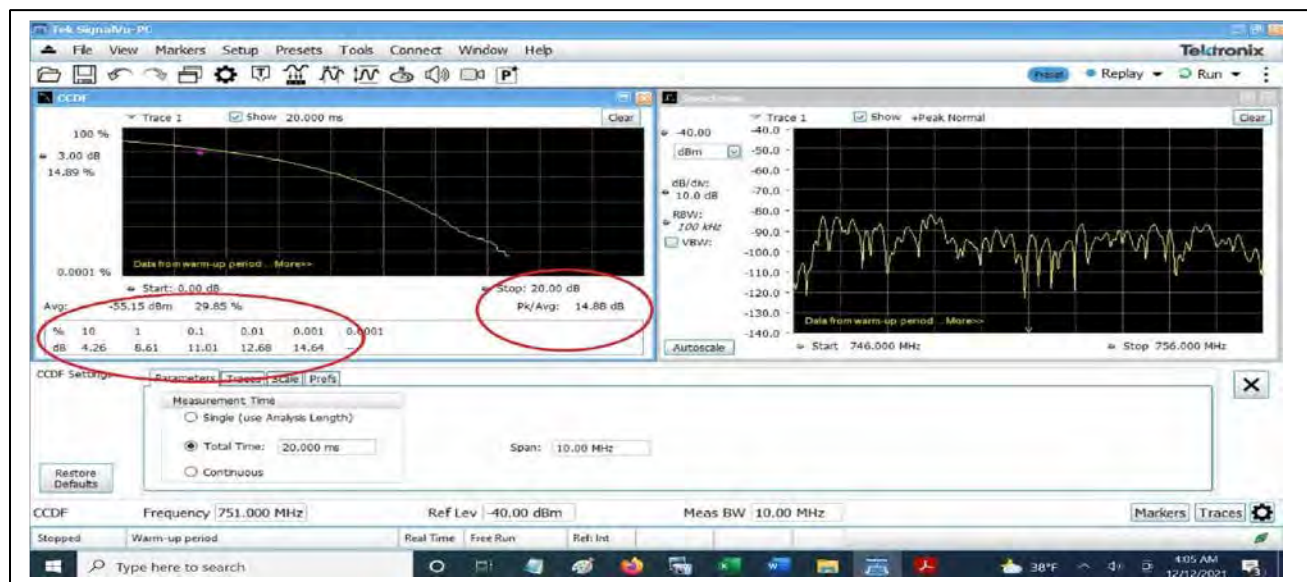 Tek SignalVu-PC
File View Markers Setup Presets Tools Connect Window Help
Tektronix
Preset Replay Run
CCDF
Trace 1 Show 20.000 ms Clear
100 %
3.00 dB
14.89 %
0.0001 %
Data from warm-up period... More>>
Start: 0.00 dB Stop: 20.00 dB
Avg: -55.15 dBm 29.85 % Pk/Avg: 14.88 dB
% 10 1 0.1 0.01 0.001 0.0001
dB 4.26 8.61 11.01 12.68 14.64 --
Spectrum
Trace 1 Show +Peak Normal Clear
-40.00
dBm
dB/div:
10.0 dB
RBW:
100 kHz
VBW:
-40.0
-50.0
-60.0
-70.0
-80.0
-90.0
-100.0
-110.0
-120.0
-130.0
-140.0
Data from warm-up period... More>>
Autoscale Start 746.000 MHz Stop 756.000 MHz
CCDF Settings
Parameters Traces Scale Prefs
Measurement Time
Single (use Analysis Length)
Total Time: 20.000 ms Span: 10.00 MHz
Continuous
Restore
Defaults
CCDF Frequency 751.000 MHz Ref Lev -40.00 dBm Meas BW 10.00 MHz Markers Traces
Stopped Warm-up period Real Time Free Run Ref: Int
Type here to search
38°F
4:05 AM
12/12/2021